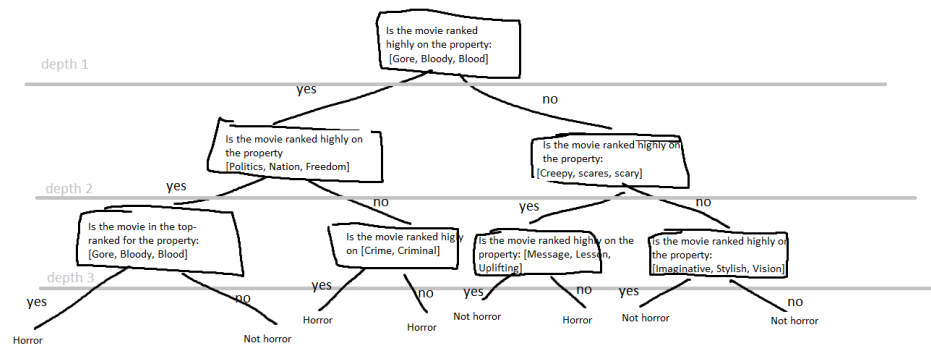 Is the movie ranked
highly on the property:
[Gore, Bloody, Blood]
depth 1
yes
no
Is the movie ranked highly on
the property
[Politics, Nation, Freedom]
Is the movie ranked highly on
the property:
[Creepy, scares, scary]
depth 2
yes
no
yes
no
Is the movie in the top-
ranked for the property:
[Gore, Bloody, Blood]
Is the movie ranked highly
on [Crime, Criminal]
Is the movie ranked highly on the
property: [Message, Lesson,
Uplifting]
Is the movie ranked highly on
the property:
[Imaginative, Stylish, Vision]
depth 3
yes
no
yes
no
yes
no
yes
no
Horror
Not horror
Horror
Horror
Not horror
Horror
Not horror
Not horror